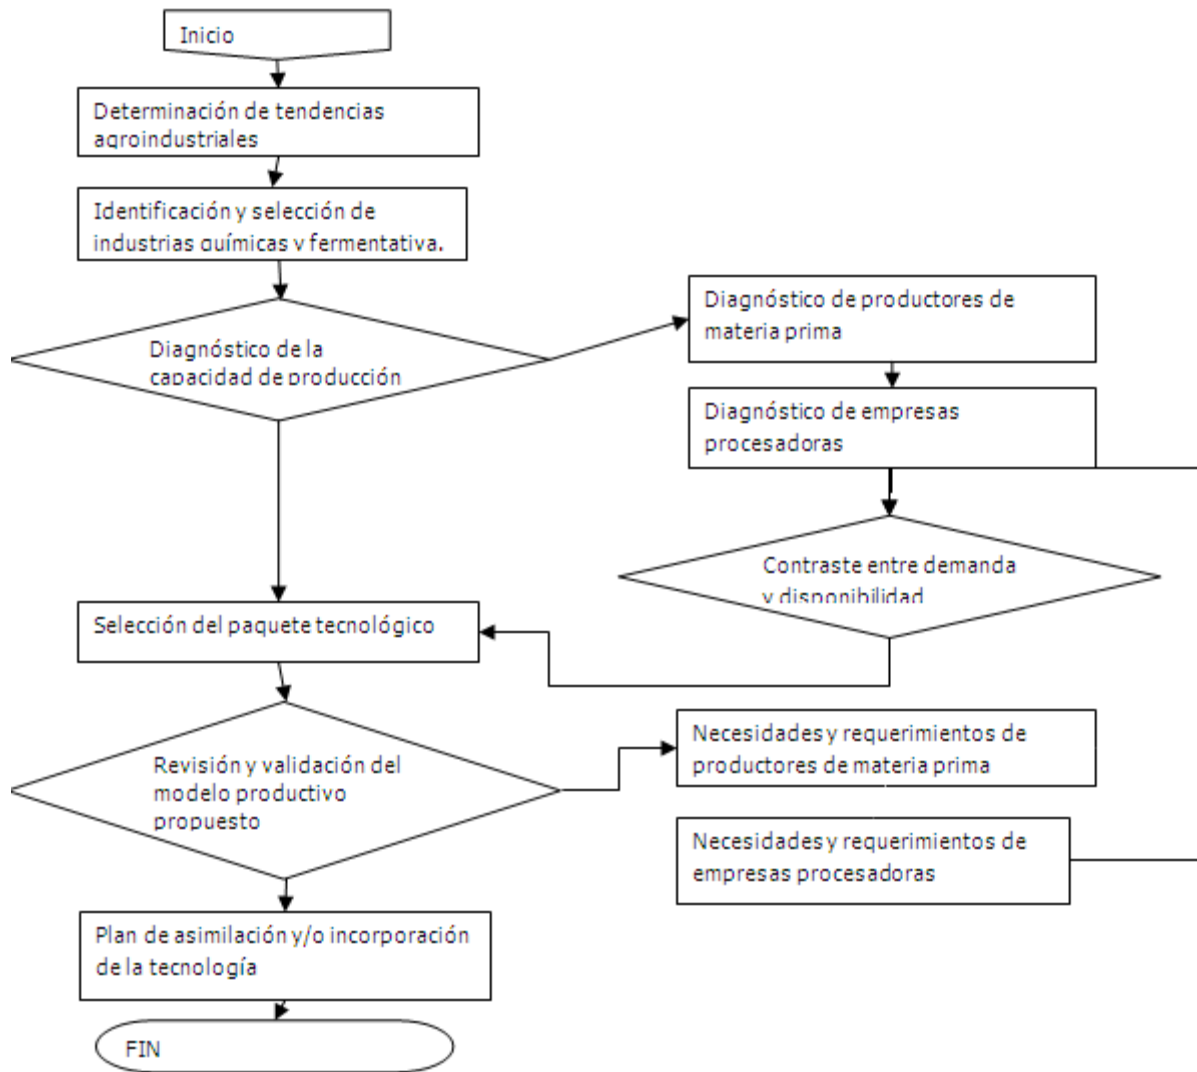 Inicio
Determinación de tendencias
agroindustriales
Identificación y selección de
industrias químicas y fermentativa.
Diagnóstico de la
capacidad de producción
Diagnóstico de productores de
materia prima
Diagnóstico de empresas
procesadoras
Contraste entre demanda
y disponibilidad
Selección del paquete tecnológico
Revisión y validación del
modelo productivo
propuesto
Necesidades y requerimientos de
productores de materia prima
Necesidades y requerimientos de
empresas procesadoras
Plan de asimilación y/o incorporación
de la tecnología
FIN